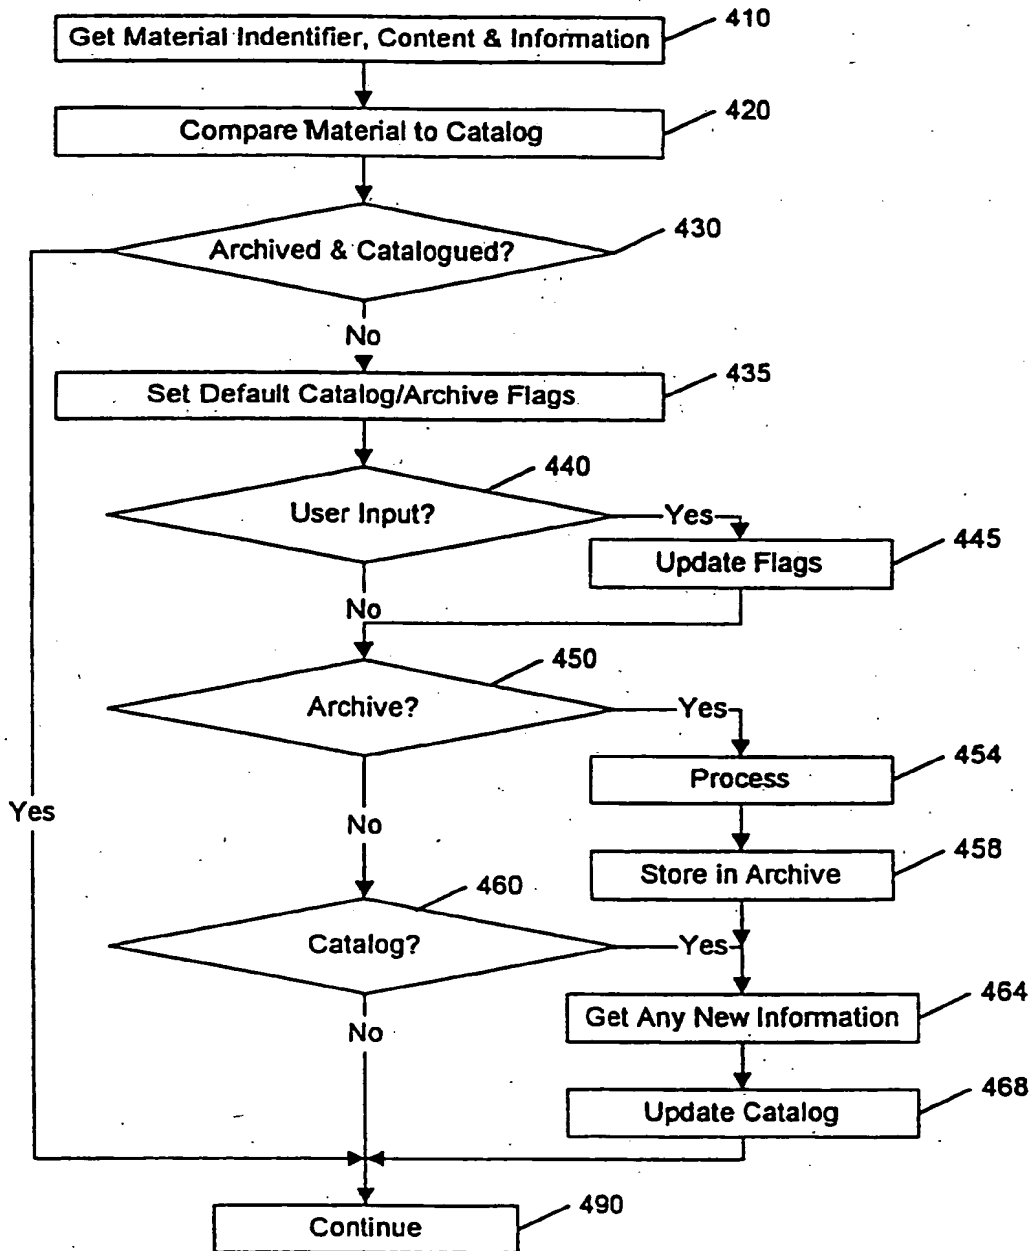 410
Get Material Indentifier, Content & Information
420
Compare Material to Catalog
430
Archived & Catalogued?
No
435
Set Default Catalog/Archive Flags
440
User Input?
Yes
445
Update Flags
No
450
Archive?
Yes
454
Process
Yes
No
458
Store in Archive
460
Catalog?
Yes
464
Get Any New Information
No
468
Update Catalog
490
Continue